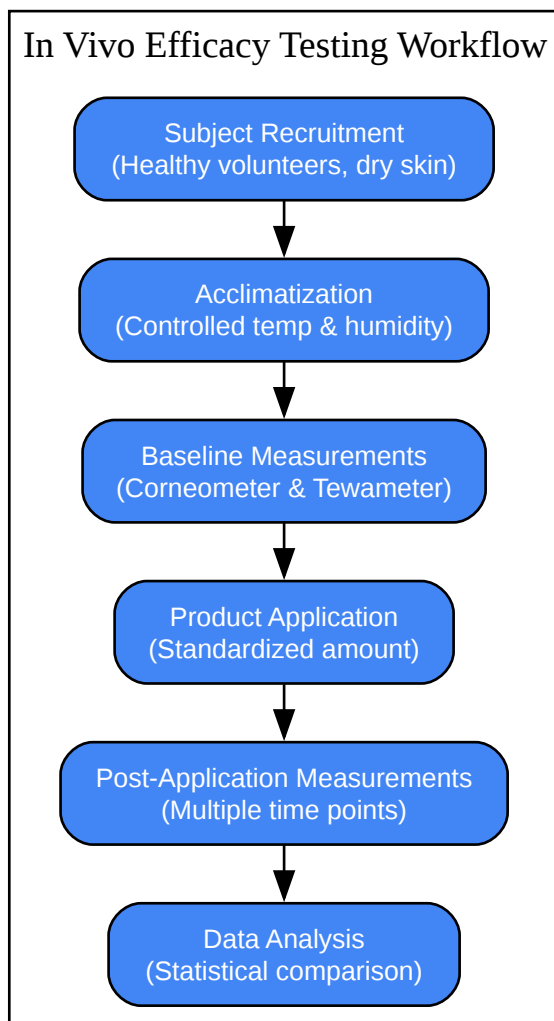 In Vivo Efficacy Testing Workflow
Subject Recruitment
(Healthy volunteers, dry skin)
Acclimatization
(Controlled temp & humidity)
Baseline Measurements
(Corneometer & Tewameter)
Product Application
(Standardized amount)
Post-Application Measurements
(Multiple time points)
Data Analysis
(Statistical comparison)